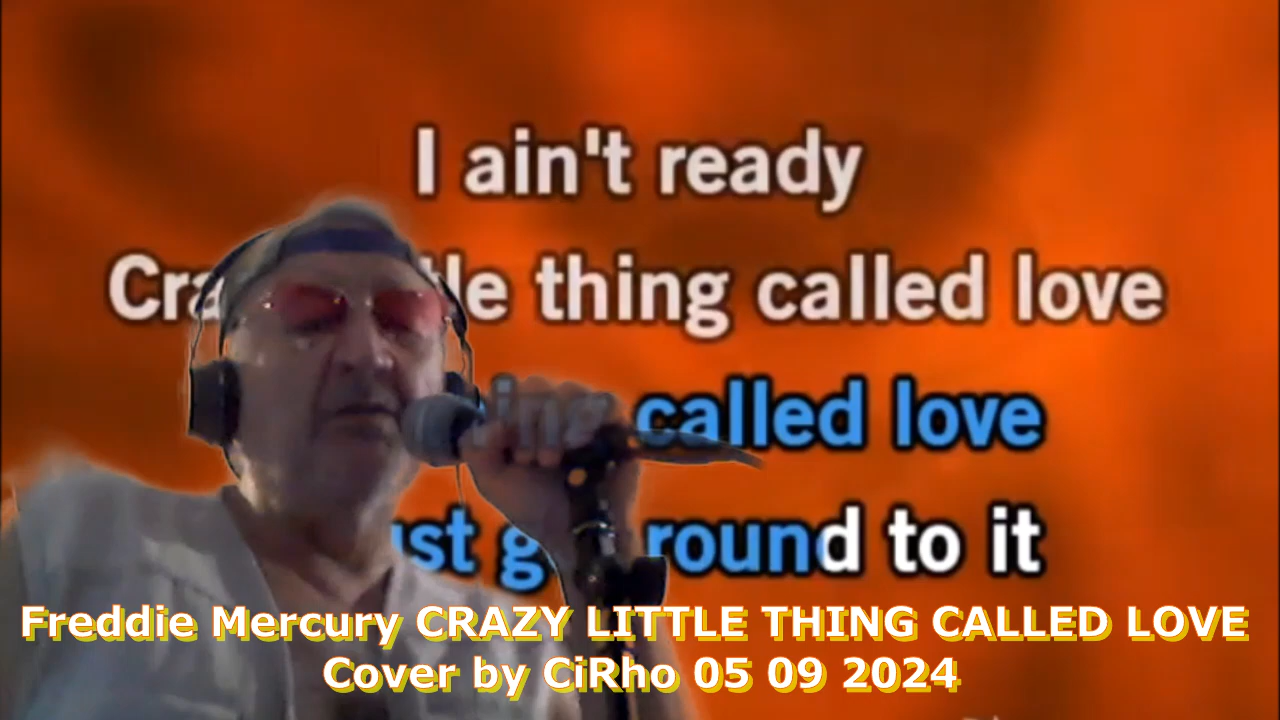 I ain't ready
thing called love
called love
round to it
Freddie Mercury CRAZY LITTLE THING CALLED LOVE
Cover by CiRho 05 09 2024